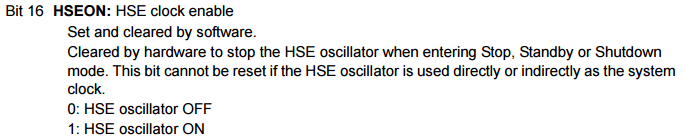 Bit 16 HSEON: HSE clock enable
Set and cleared by software.
Cleared by hardware to stop the HSE oscillator when entering Stop, Standby or Shutdown
mode. This bit cannot be reset if the HSE oscillator is used directly or indirectly as the system
clock.
0: HSE oscillator OFF
1: HSE oscillator ON